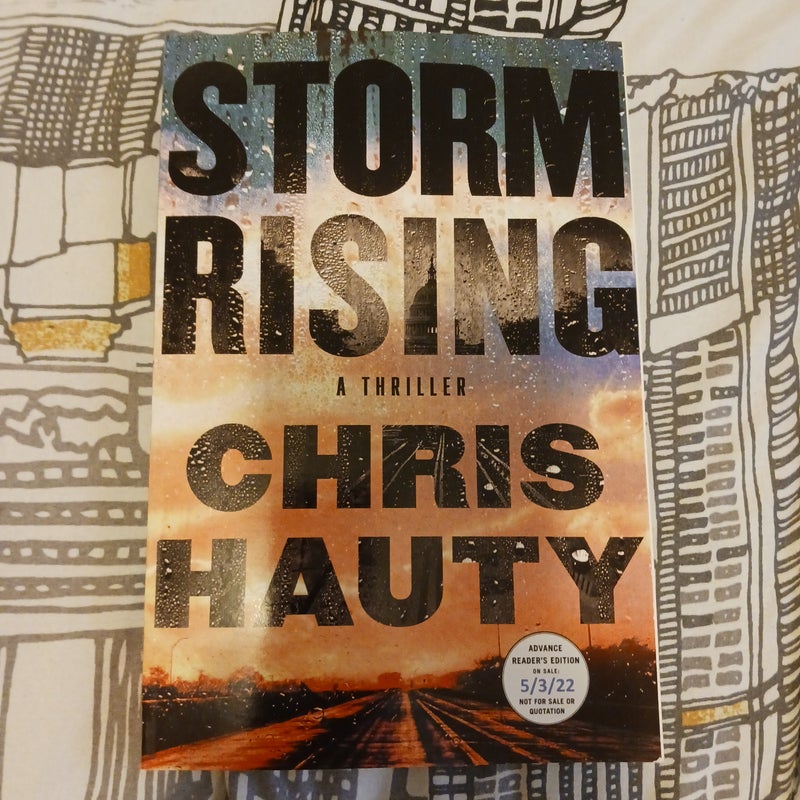 STORM
RISING
A THRILLER
CHRIS
HAUTY
ADVANCE
READER'S EDITION
ON SALE:
5/3/22
NOT FOR SALE OR
QUOTATION